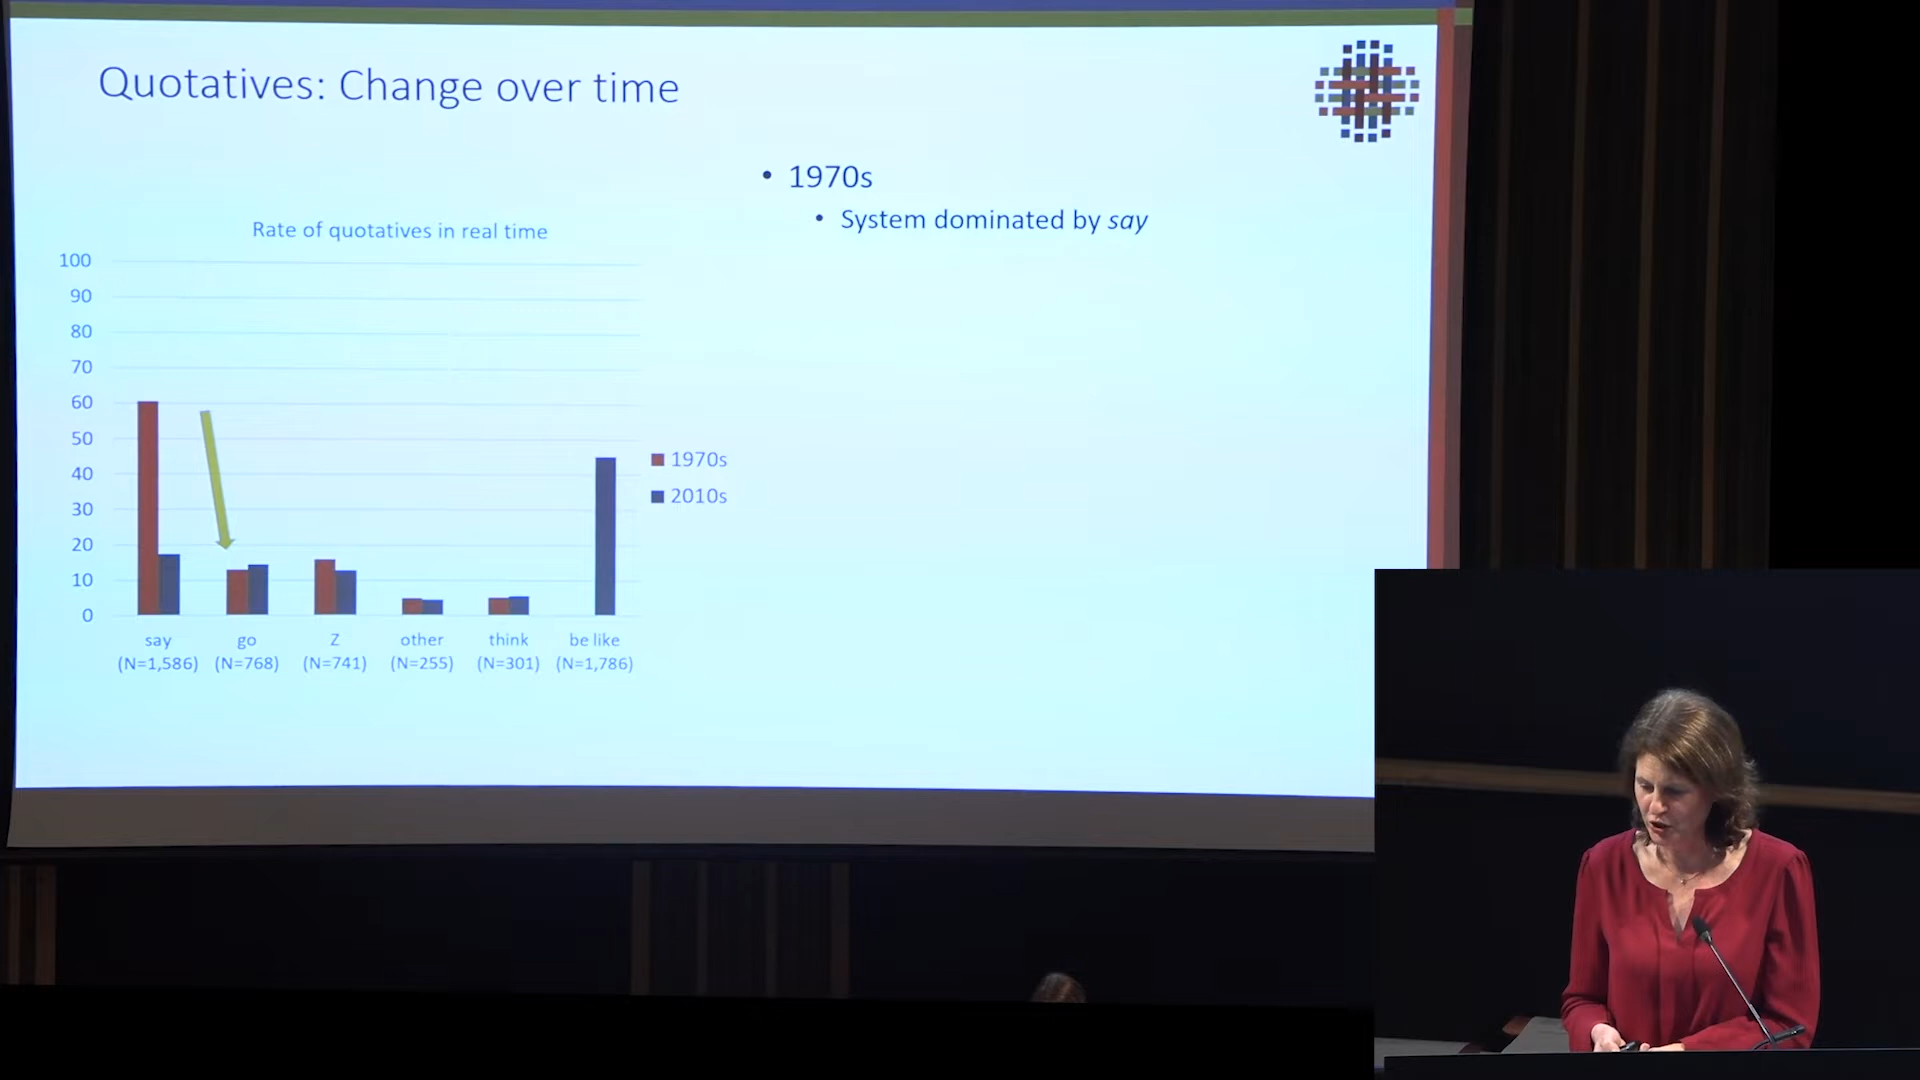 Quotatives: Change over time
• 1970s
• System dominated by say
Rate of quotatives in real time
100
90
80
70
60
50
40
30
20
10
0
1970s
2010s
say go Z other think be like
(N=1,586) (N=768) (N=741) (N=255) (N=301) (N=1,786)